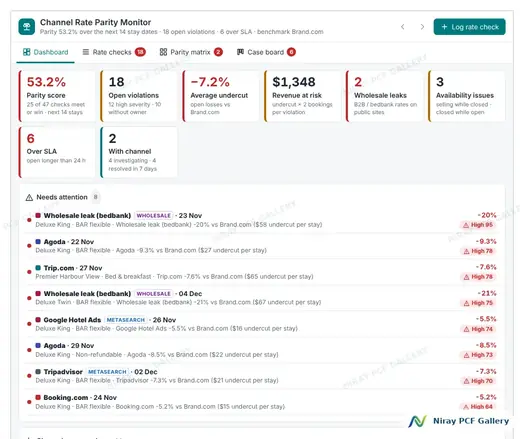 Channel Rate Parity Monitor
Parity 53.2% over the next 14 stay dates · 18 open violations · 6 over SLA · benchmark Brand.com
Log rate check
Dashboard
Rate checks 18
Parity matrix 2
Case board 6
53.2%
Parity score
25 of 47 checks meet
or win · next 14 stays
18
Open violations
12 high severity · 10
without owner
−7.2%
Average undercut
open losses vs
Brand.com
$1,348
Revenue at risk
undercut × 2 bookings
per violation
2
Wholesale leaks
B2B / bedbank rates on
public sites
3
Availability issues
selling while closed ·
closed while open
6
Over SLA
open longer than 24 h
2
With channel
4 investigating · 4
resolved in 7 days
Needs attention 8
Wholesale leak (bedbank) WHOLESALE · 23 Nov
Deluxe King · BAR flexible · Wholesale leak (bedbank) -20% vs Brand.com ($58 undercut per stay)
-20%
High 95
Agoda · 22 Nov
Deluxe King · BAR flexible · Agoda -9.3% vs Brand.com ($27 undercut per stay)
-9.3%
High 78
Trip.com · 27 Nov
Premier Harbour View · Bed & breakfast · Trip.com -7.6% vs Brand.com ($65 undercut per stay)
-7.6%
High 78
Wholesale leak (bedbank) WHOLESALE · 04 Dec
Deluxe Twin · BAR flexible · Wholesale leak (bedbank) -21% vs Brand.com ($67 undercut per stay)
-21%
High 75
Google Hotel Ads METASEARCH · 26 Nov
Deluxe King · BAR flexible · Google Hotel Ads -5.5% vs Brand.com ($16 undercut per stay)
-5.5%
High 74
Agoda · 29 Nov
Deluxe King · Non-refundable · Agoda -8.5% vs Brand.com ($22 undercut per stay)
-8.5%
High 73
Tripadvisor METASEARCH · 02 Dec
Deluxe King · BAR flexible · Tripadvisor -7.3% vs Brand.com ($21 undercut per stay)
-7.3%
High 70
Booking.com · 24 Nov
Deluxe King · BAR flexible · Booking.com -5.2% vs Brand.com ($15 undercut per stay)
-5.2%
High 64
Niray PCF Gallery